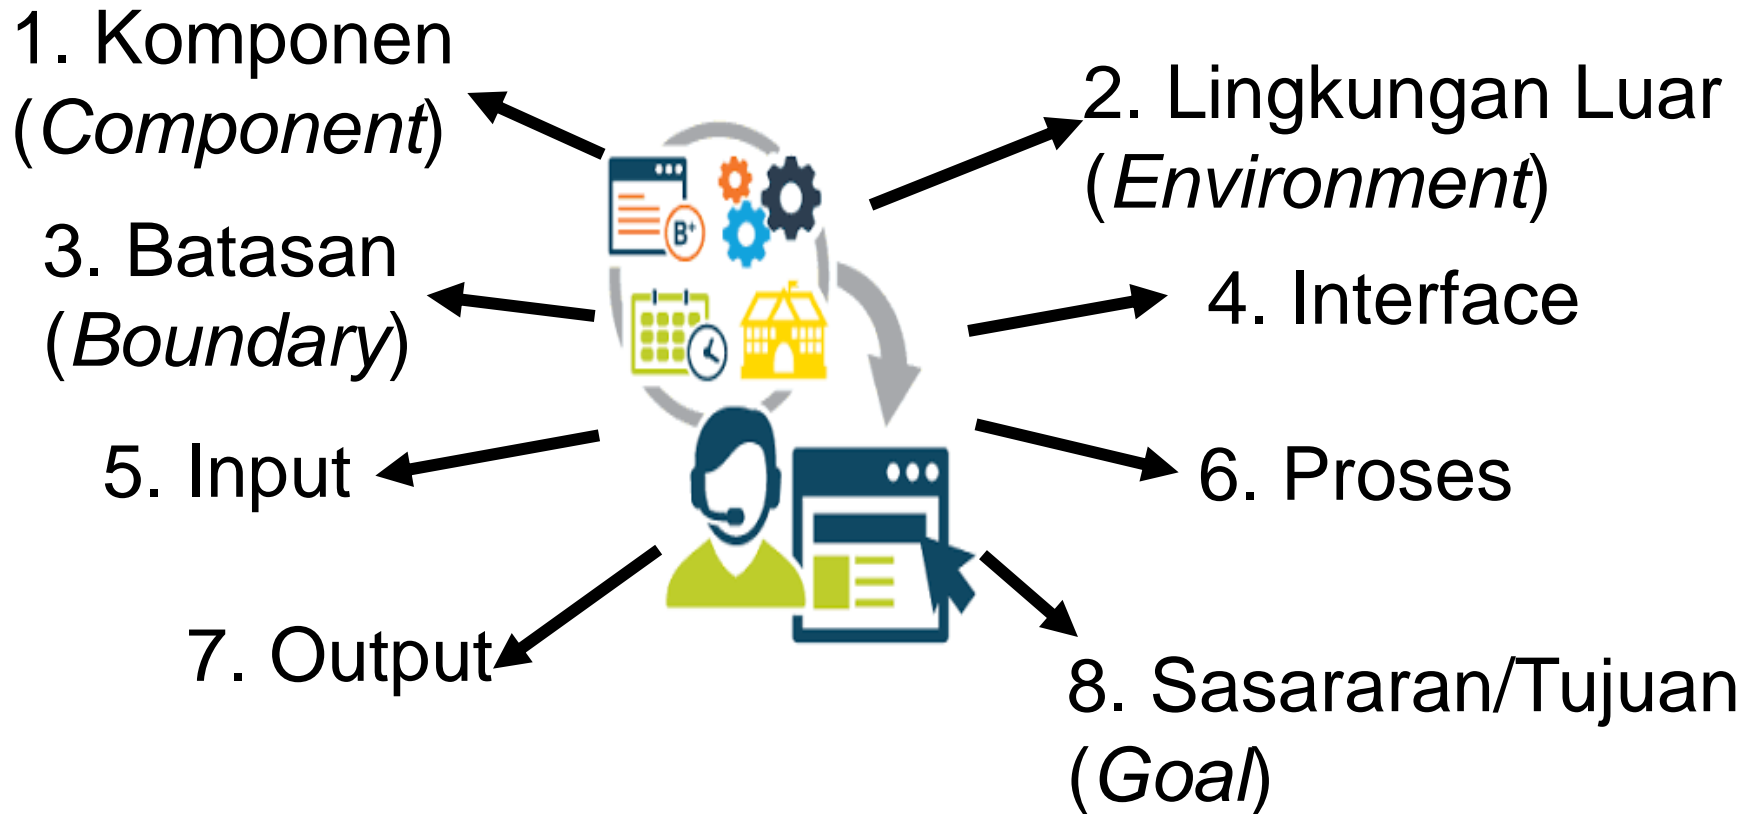 1. Komponen
(Component)
2. Lingkungan Luar
(Environment)
3. Batasan
(Boundary)
4. Interface
5. Input
6. Proses
7. Output
8. Sasararan/Tujuan
(Goal)
B+